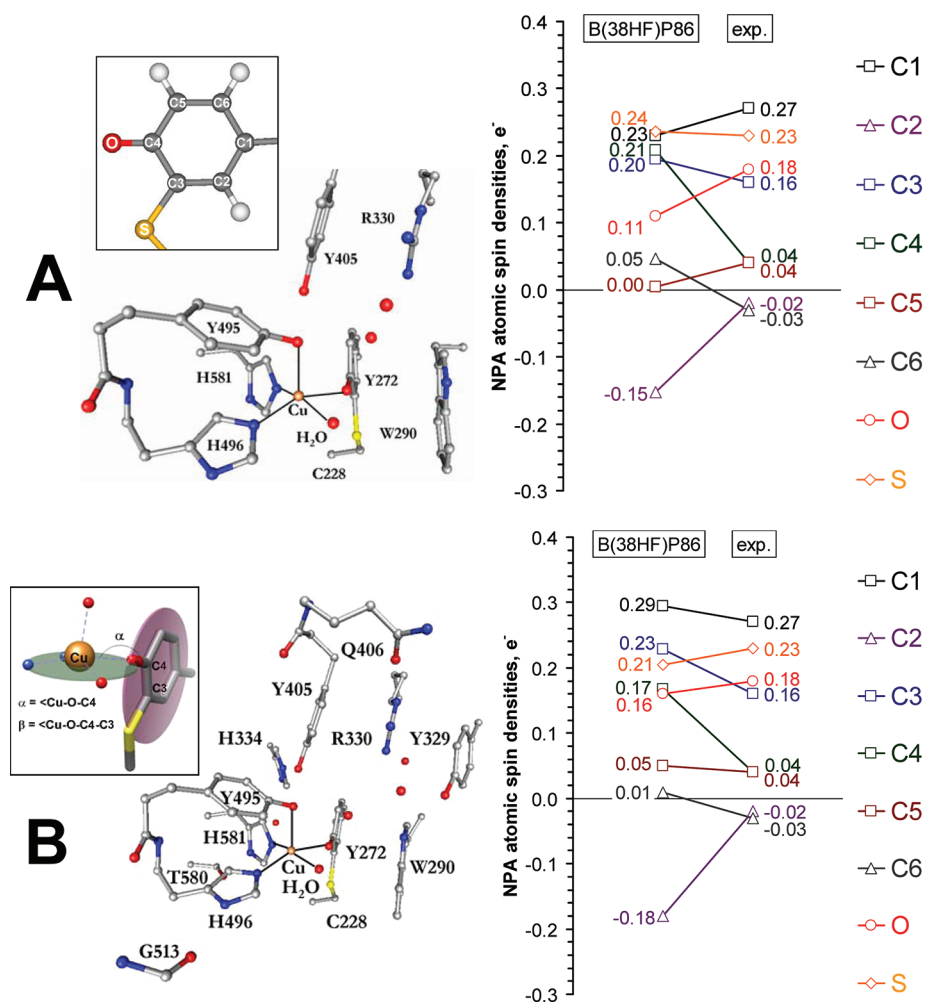 B(38HF)P86 exp.
0.4
0.3
0.2
0.1
0.0
-0.1
-0.2
-0.3
NPA atomic spin densities, e-
0.24
0.23
0.21
0.20
0.11
0.05
0.00
-0.15
0.27
0.23
0.18
0.16
0.04
0.04
-0.02
-0.03
C1
C2
C3
C4
C5
C6
O
S
C5 C6
O C4 C1
C3 C2
S
A
R330
Y405
Y495
H581
Y272
Cu
H2O
W290
H496
C228
B(38HF)P86 exp.
0.4
0.3
0.2
0.1
0.0
-0.1
-0.2
-0.3
NPA atomic spin densities, e-
0.29
0.23
0.21
0.17
0.16
0.05
0.01
-0.18
0.27
0.23
0.18
0.16
0.04
0.04
-0.02
-0.03
C1
C2
C3
C4
C5
C6
O
S
Cu
α
C4
C3
α = <Cu-O-C4
β = <Cu-O-C4-C3
B
Q406
Y405
H334
R330
Y329
Y495
H581
Y272
Cu
W290
T580
H2O
H496
C228
G513